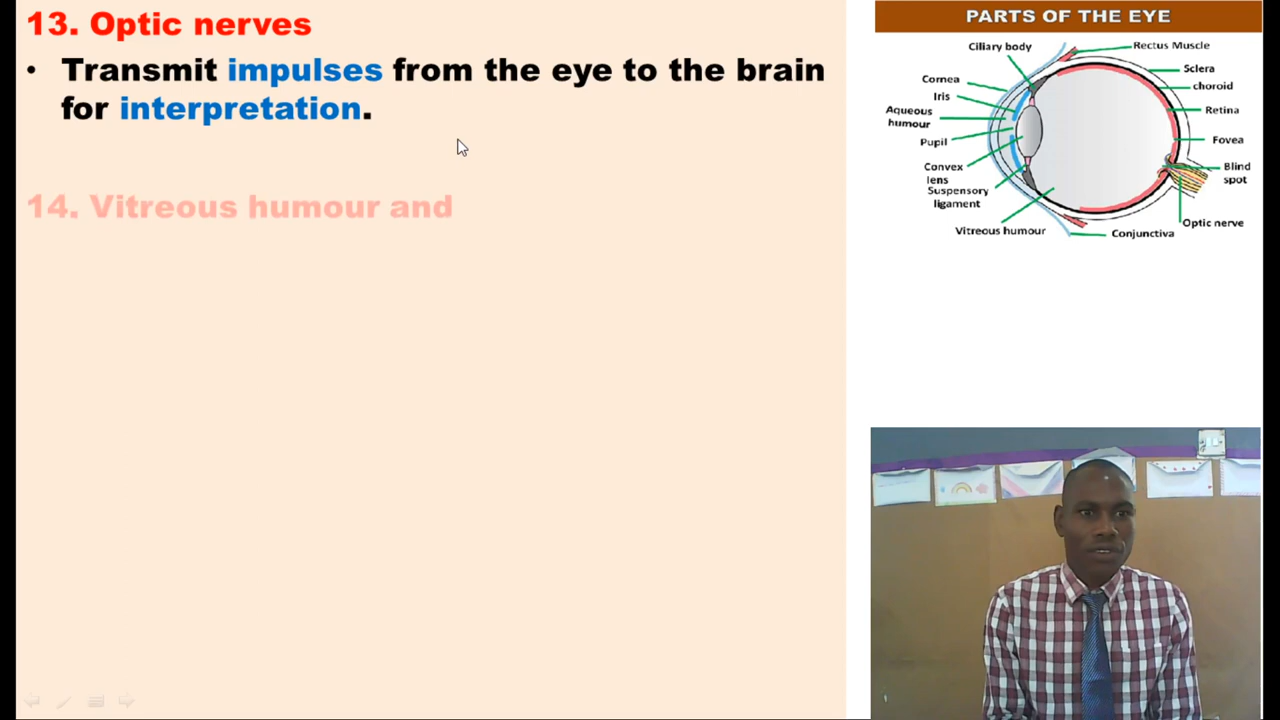 13. Optic nerves
• Transmit impulses from the eye to the brain
for interpretation.
14. Vitreous humour and
PARTS OF THE EYE
Ciliary body
Rectus Muscle
Cornea
Sclera
Iris
choroid
Aqueous
humour
Retina
Pupil
Fovea
Convex
lens
Blind
spot
Suspensory
ligament
Vitreous humour
Optic nerve
Conjunctiva